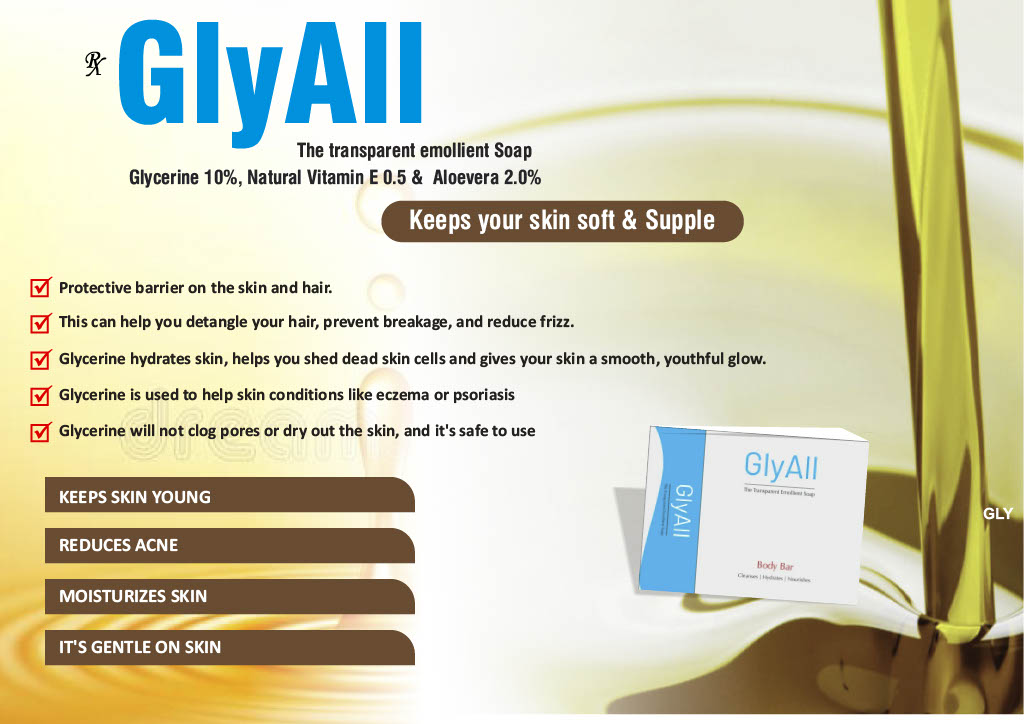 ℞ GlyAll
The transparent emollient Soap
Glycerine 10%, Natural Vitamin E 0.5 & Aloevera 2.0%
Keeps your skin soft & Supple
Protective barrier on the skin and hair.
This can help you detangle your hair, prevent breakage, and reduce frizz.
Glycerine hydrates skin, helps you shed dead skin cells and gives your skin a smooth, youthful glow.
Glycerine is used to help skin conditions like eczema or psoriasis
Glycerine will not clog pores or dry out the skin, and it's safe to use
KEEPS SKIN YOUNG
REDUCES ACNE
MOISTURIZES SKIN
IT'S GENTLE ON SKIN
GlyAll
The Transparent Emollient Soap
GlyAll
Body Bar
Cleanses | Hydrates | Nourishes
GLY